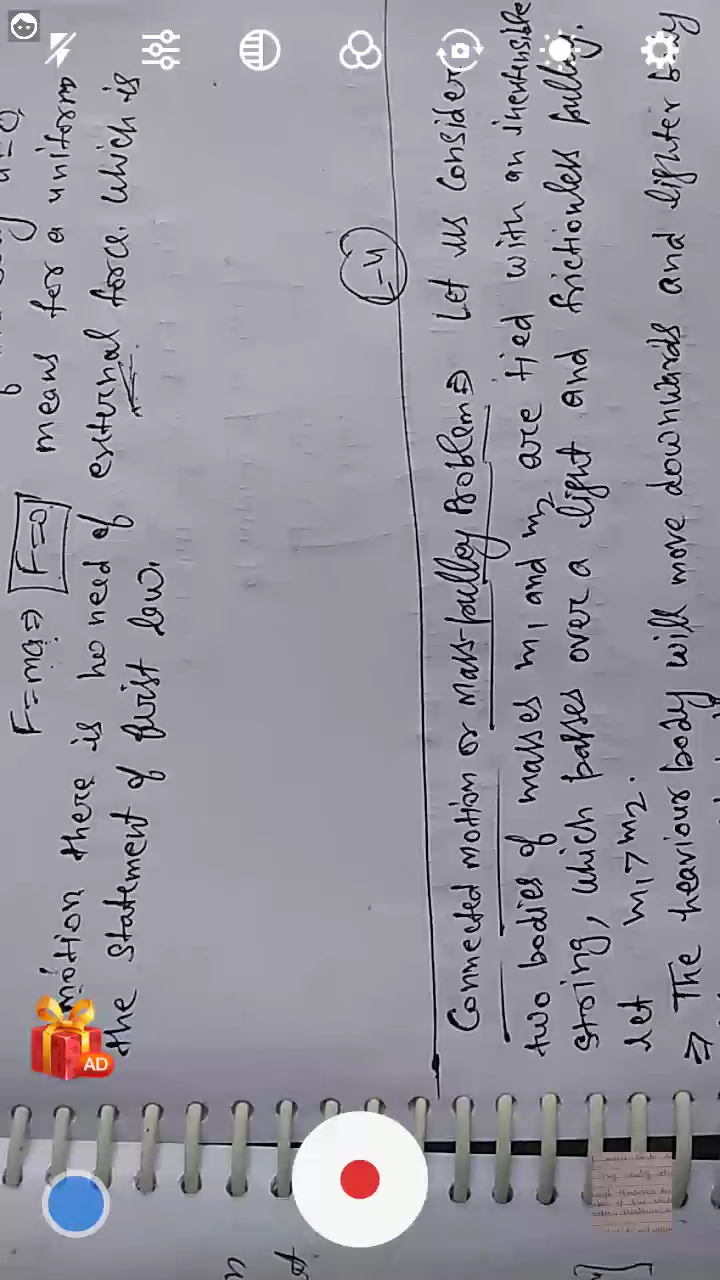 F=ma⇒ F=0 means for a uniform
motion there is no need of external force. which is
the statement of first law.
-4
Connected motion or mass-pulley Problem⇒ Let us consider
two bodies of masses m1 and m2 are tied with an inextensible
string, which passes over a light and frictionless pulley.
let m1>m2.
⇒ The heaviour body will move downwards and lighter body
AD